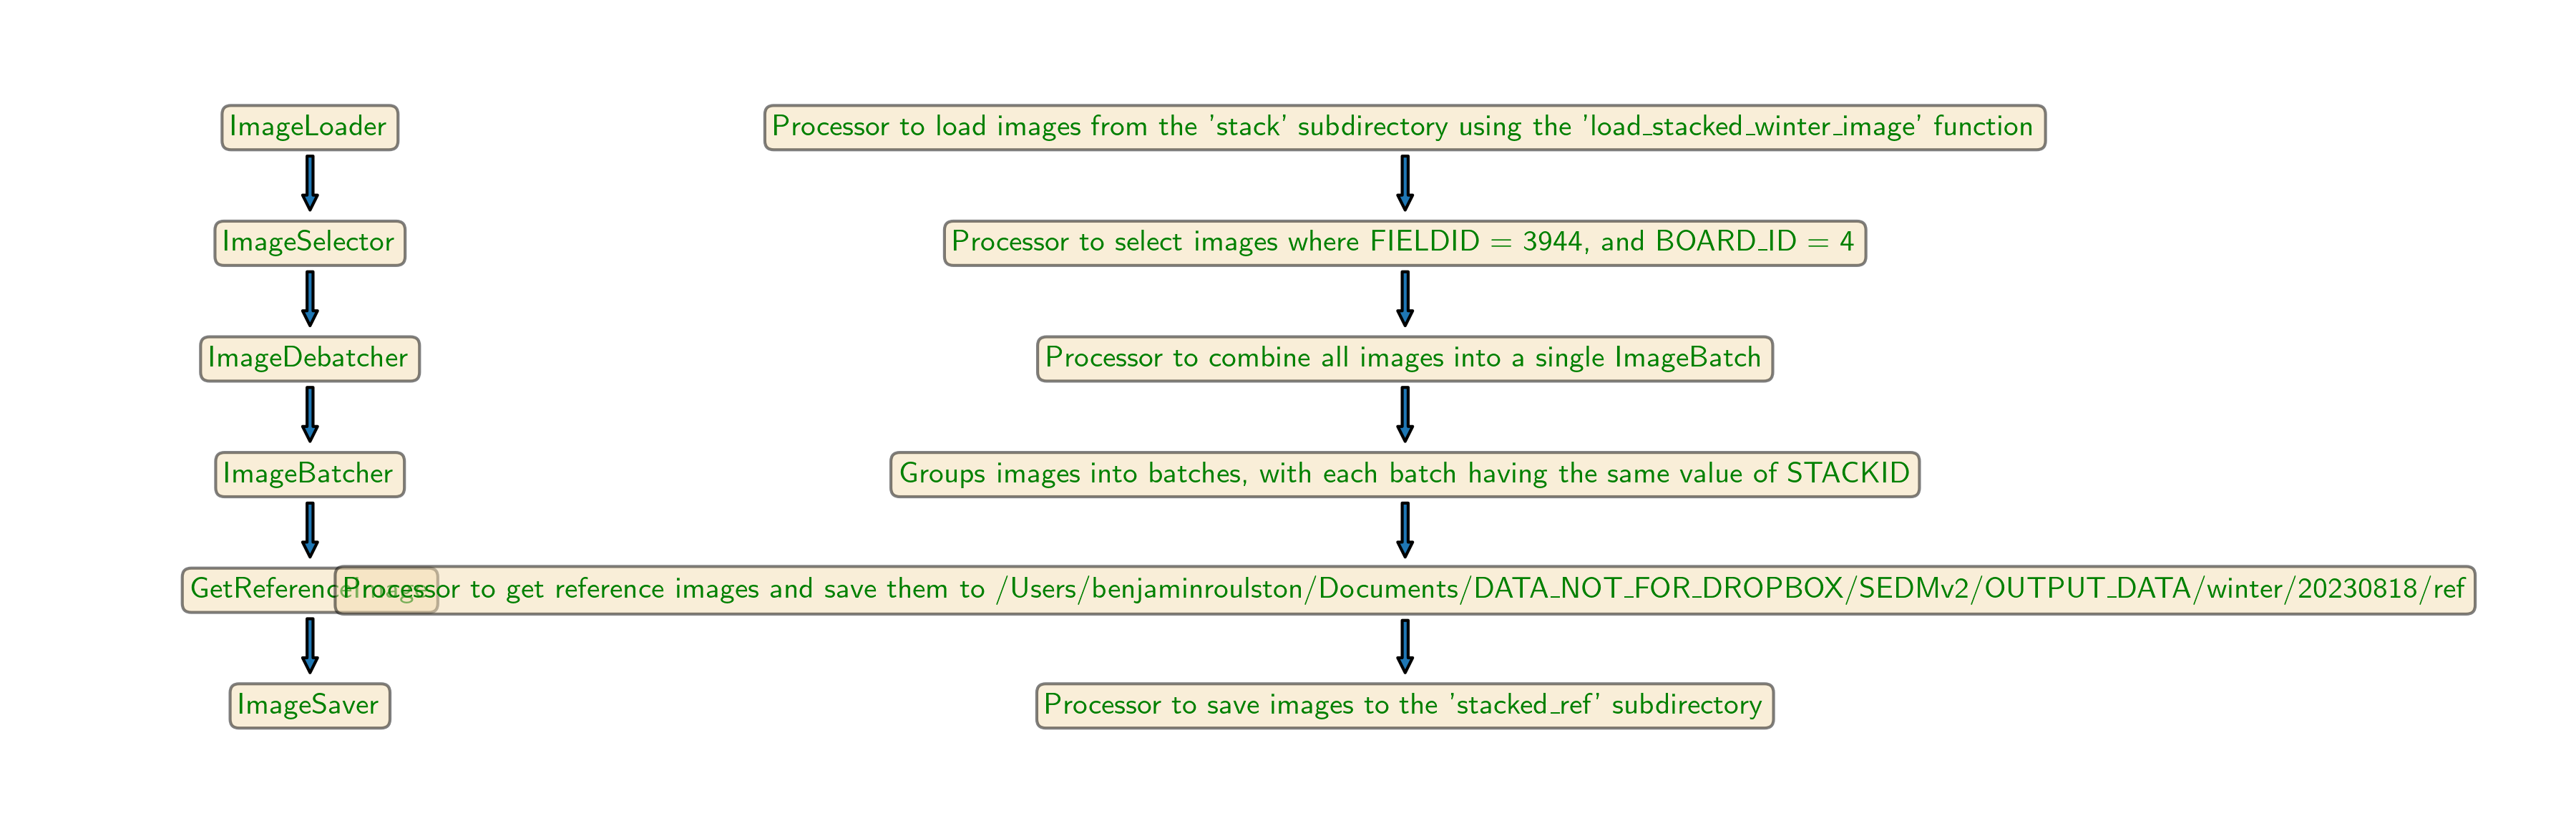 ImageLoader
Processor to load images from the 'stack' subdirectory using the 'load_stacked_winter_image' function
ImageSelector
Processor to select images where FIELDID = 3944, and BOARD_ID = 4
ImageDebatcher
Processor to combine all images into a single ImageBatch
ImageBatcher
Groups images into batches, with each batch having the same value of STACKID
GetReferenceImage
Processor to get reference images and save them to /Users/benjaminroulston/Documents/DATA_NOT_FOR_DROPBOX/SEDMv2/OUTPUT_DATA/winter/20230818/ref
ImageSaver
Processor to save images to the 'stacked_ref' subdirectory